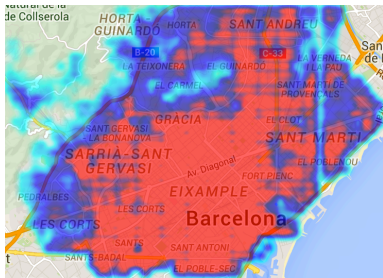 Natural de la
de Collserola
HORTA-
GUINARDÓ
HORTA
SANT ANDREU
B-20
C-33
San
de
LA TEIXONERA
EL GUINARDÓ
LA VERNEDA
I LA PAU
EL CARMEL
SANT MARTÍ DE
PROVENÇALS
GRÀCIA
EL CLOT
SANT GERVASI
- LA BONANOVA
SANT MARTÍ
SARRIÀ-SANT
GERVASI
Av. Diagonal
EL POBLENOU
FORT PIENC
PEDRALBES
EIXAMPLE
LES CORTS
LES CORTS
Barcelona
SANTS
SANT ANTONI
SANTS-BADAL
EL POBLE-SEC